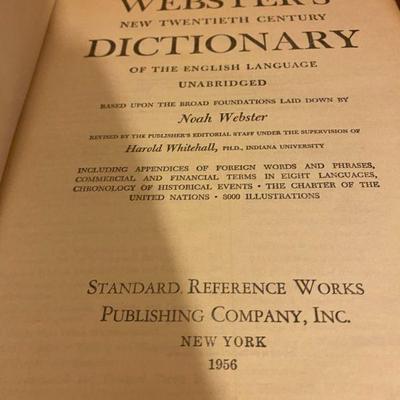 WEBSTER'S
NEW TWENTIETH CENTURY
DICTIONARY
OF THE ENGLISH LANGUAGE
UNABRIDGED
BASED UPON THE BROAD FOUNDATIONS LAID DOWN BY
Noah Webster
REVISED BY THE PUBLISHER'S EDITORIAL STAFF UNDER THE SUPERVISION OF
Harold Whitehall, PH.D., INDIANA UNIVERSITY
INCLUDING APPENDICES OF FOREIGN WORDS AND PHRASES,
COMMERCIAL AND FINANCIAL TERMS IN EIGHT LANGUAGES,
CHRONOLOGY OF HISTORICAL EVENTS · THE CHARTER OF THE
UNITED NATIONS · 3000 ILLUSTRATIONS
STANDARD REFERENCE WORKS
PUBLISHING COMPANY, INC.
NEW YORK
1956